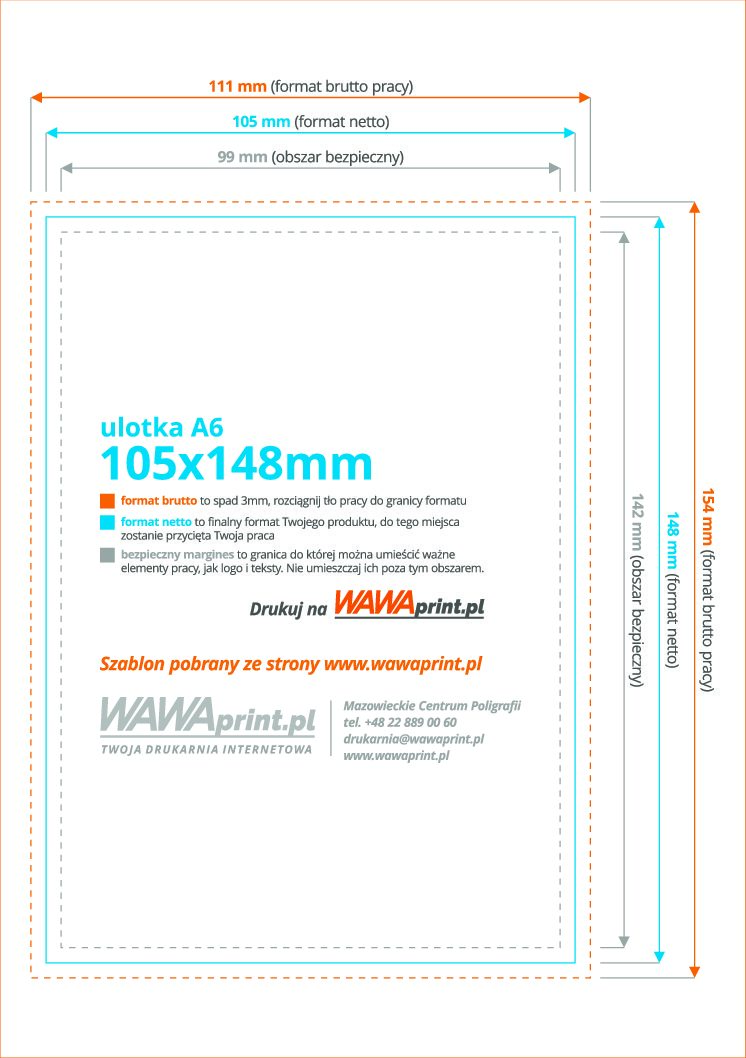 111 mm (format brutto pracy)
105 mm (format netto)
99 mm (obszar bezpieczny)
ulotka A6
105x148mm
format brutto to spad 3mm, rozciągnij tło pracy do granicy formatu
format netto to finalny format Twojego produktu, do tego miejsca
zostanie przycięta Twoja praca
bezpieczny margines to granica do której można umieścić ważne
elementy pracy, jak logo i teksty. Nie umieszczaj ich poza tym obszarem.
Drukuj na WAWAprint.pl
Szablon pobrany ze strony www.wawaprint.pl
WAWAprint.pl
TWOJA DRUKARNIA INTERNETOWA
Mazowieckie Centrum Poligrafii
tel. +48 22 889 00 60
drukarnia@wawaprint.pl
www.wawaprint.pl
142 mm (obszar bezpieczny)
148 mm (format netto)
154 mm (format brutto pracy)